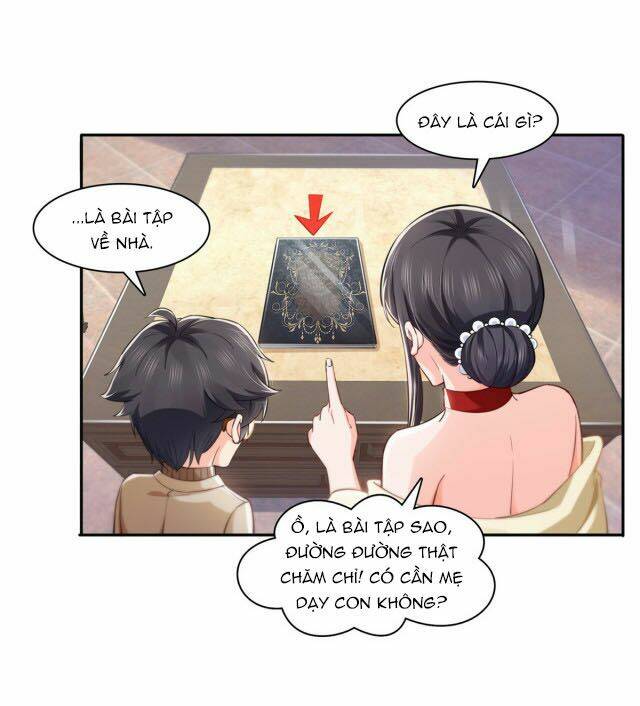 ĐÂY LÀ CÁI GÌ?
...LÀ BÀI TẬP
VỀ NHÀ.
Ồ, LÀ BÀI TẬP SAO,
ĐƯỜNG ĐƯỜNG THẬT
CHĂM CHỈ! CÓ CẦN MẸ
DẠY CON KHÔNG?